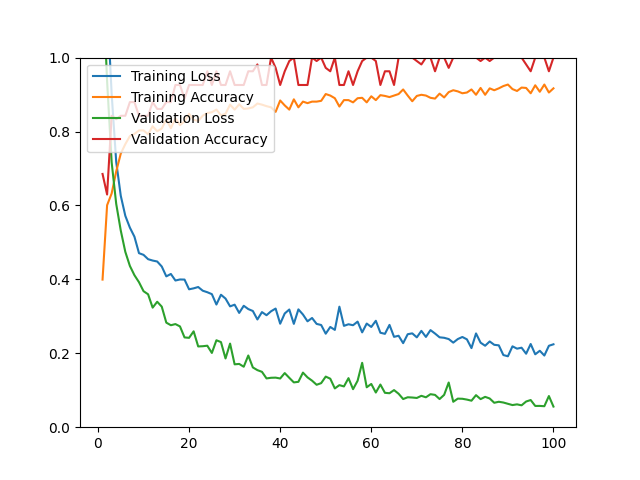 1.0
0.8
0.6
0.4
0.2
0.0
Training Loss
Training Accuracy
Validation Loss
Validation Accuracy
0 20 40 60 80 100